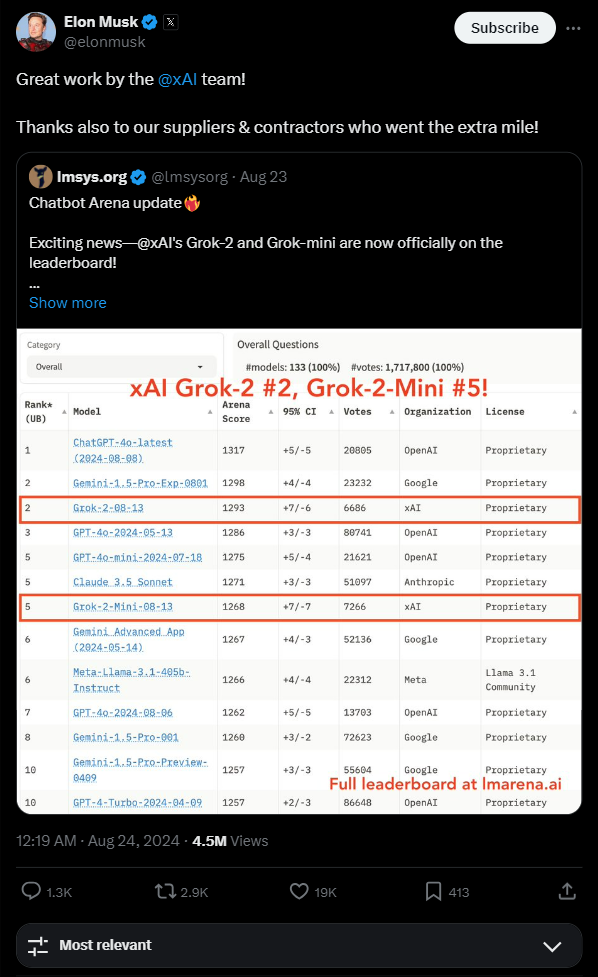 Elon Musk
@elonmusk
Subscribe
Great work by the @xAI team!
Thanks also to our suppliers & contractors who went the extra mile!
lmsys.org @lmsysorg · Aug 23
Chatbot Arena update
Exciting news—@xAI's Grok-2 and Grok-mini are now officially on the
leaderboard!
...
Show more
Category
Overall
Overall Questions
#models: 133 (100%) #votes: 1,717,800 (100%)
xAI Grok-2 #2, Grok-2-Mini #5!
Rank* (UB) Model Arena Score 95% CI Votes Organization License
1 ChatGPT-4o-latest (2024-08-08) 1317 +5/-5 20805 OpenAI Proprietary
2 Gemini-1.5-Pro-Exp-0801 1298 +4/-4 23232 Google Proprietary
2 Grok-2-08-13 1293 +7/-6 6686 xAI Proprietary
3 GPT-4o-2024-05-13 1286 +3/-3 80741 OpenAI Proprietary
5 GPT-4o-mini-2024-07-18 1275 +5/-4 21621 OpenAI Proprietary
5 Claude 3.5 Sonnet 1271 +3/-3 51097 Anthropic Proprietary
5 Grok-2-Mini-08-13 1268 +7/-7 7266 xAI Proprietary
6 Gemini Advanced App (2024-05-14) 1267 +4/-3 52136 Google Proprietary
6 Meta-Llama-3.1-405b-Instruct 1266 +4/-4 22312 Meta Llama 3.1 Community
7 GPT-4o-2024-08-06 1262 +5/-5 13703 OpenAI Proprietary
8 Gemini-1.5-Pro-001 1260 +3/-2 72623 Google Proprietary
10 Gemini-1.5-Pro-Preview-0409 1257 +3/-3 55604 Google Proprietary
Full leaderboard at lmarena.ai
10 GPT-4-Turbo-2024-04-09 1257 +2/-3 86648 OpenAI Proprietary
12:19 AM · Aug 24, 2024 · 4.5M Views
1.3K 2.9K 19K 413
Most relevant